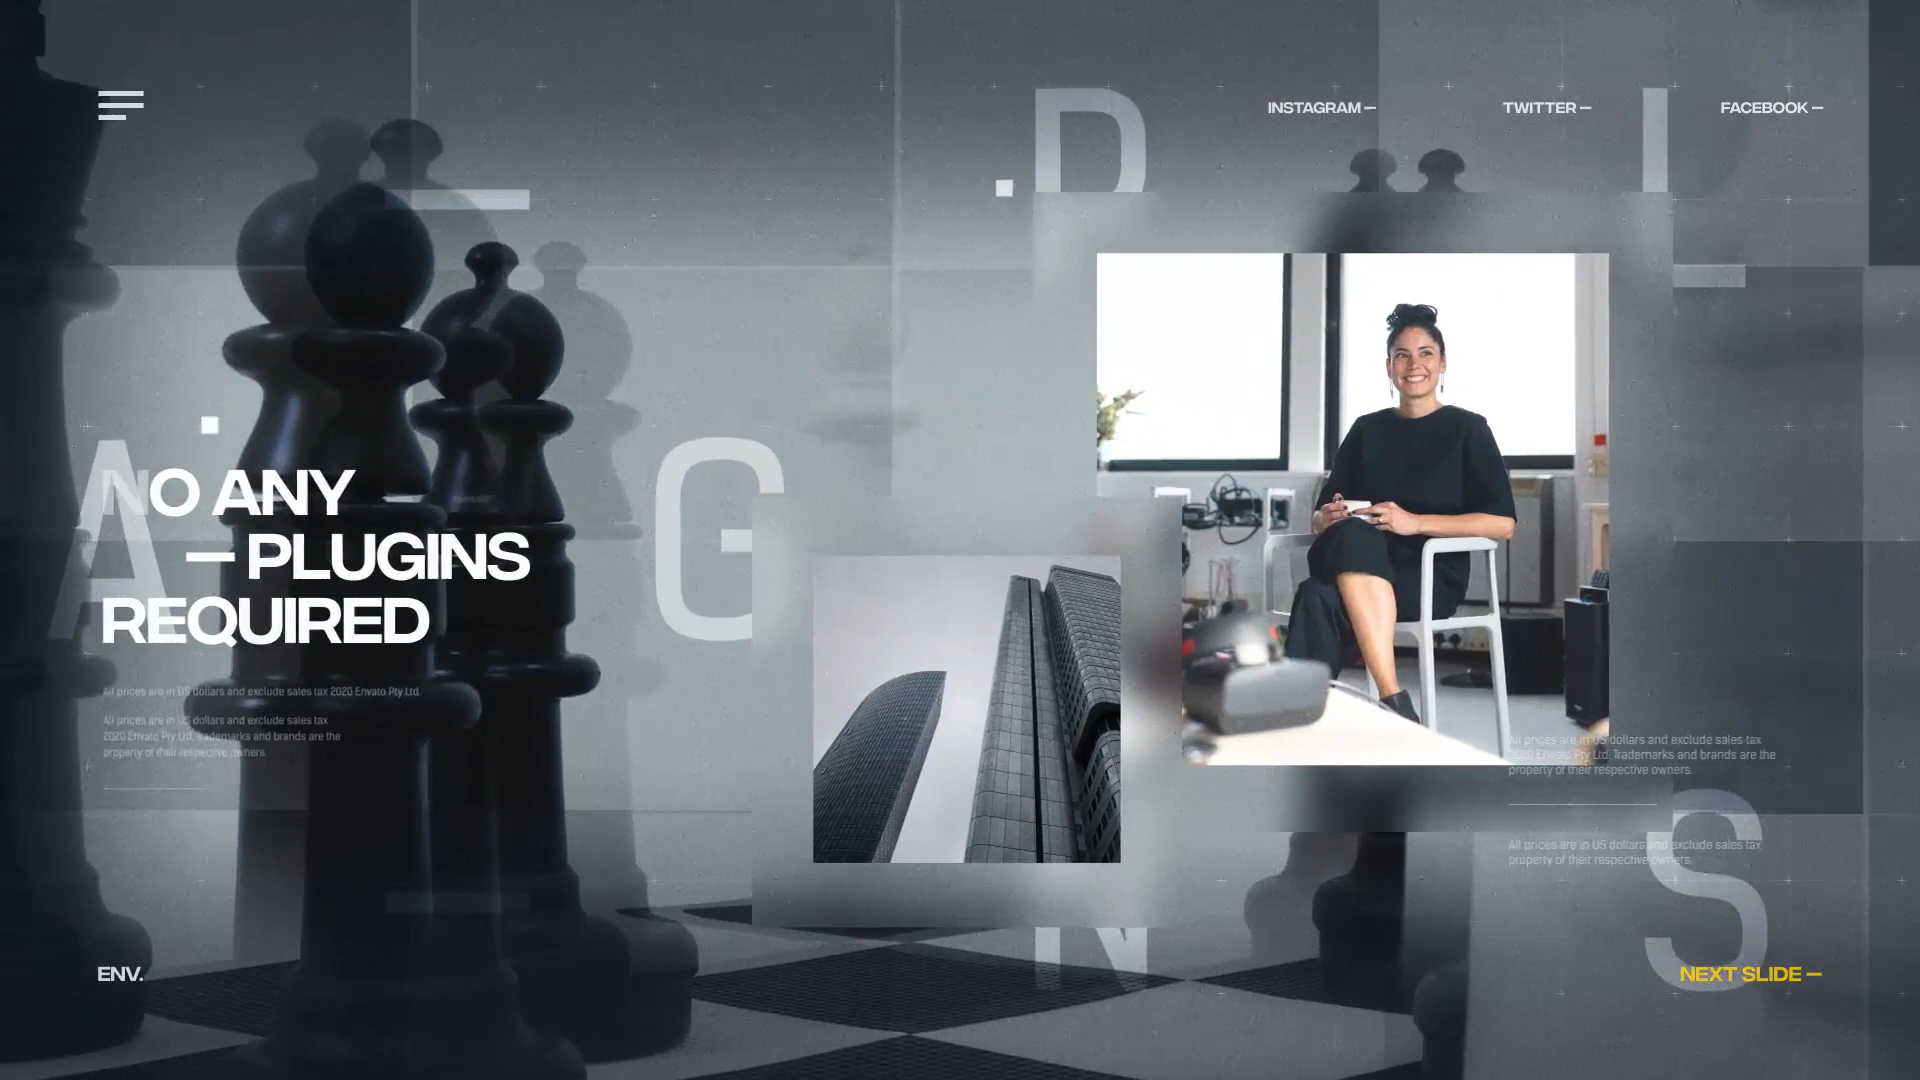 INSTAGRAM —
TWITTER —
FACEBOOK —
D
I
A
G
NO ANY
— PLUGINS
REQUIRED
All prices are in US dollars and exclude sales tax 2020 Envato Pty Ltd.
All prices are in US dollars and exclude sales tax
2020 Envato Pty Ltd. Trademarks and brands are the
property of their respective owners.
All prices are in US dollars and exclude sales tax
2020 Envato Pty Ltd. Trademarks and brands are the
property of their respective owners.
All prices are in US dollars and exclude sales tax
property of their respective owners.
N
S
ENV.
NEXT SLIDE —